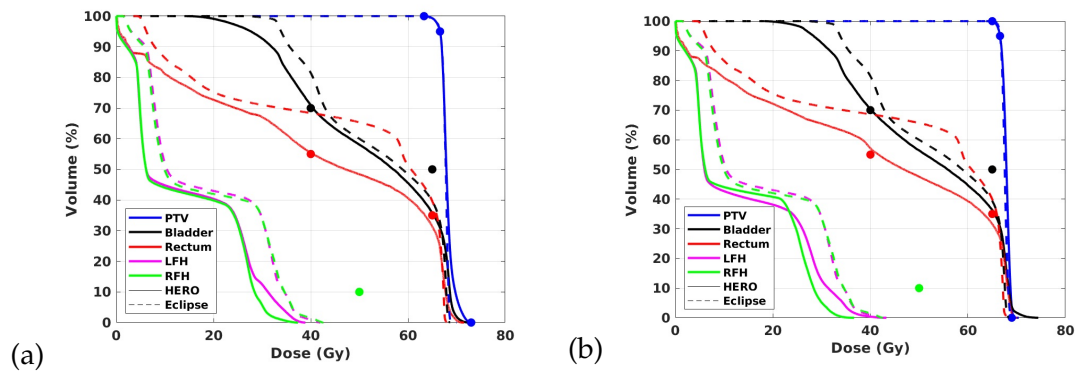 100
90
80
70
60
50
40
30
20
10
0
Volume (%)
0 20 40 60 80
Dose (Gy)
PTV
Bladder
Rectum
LFH
RFH
HERO
Eclipse
(a)
100
90
80
70
60
50
40
30
20
10
0
Volume (%)
0 20 40 60 80
Dose (Gy)
PTV
Bladder
Rectum
LFH
RFH
HERO
Eclipse
(b)